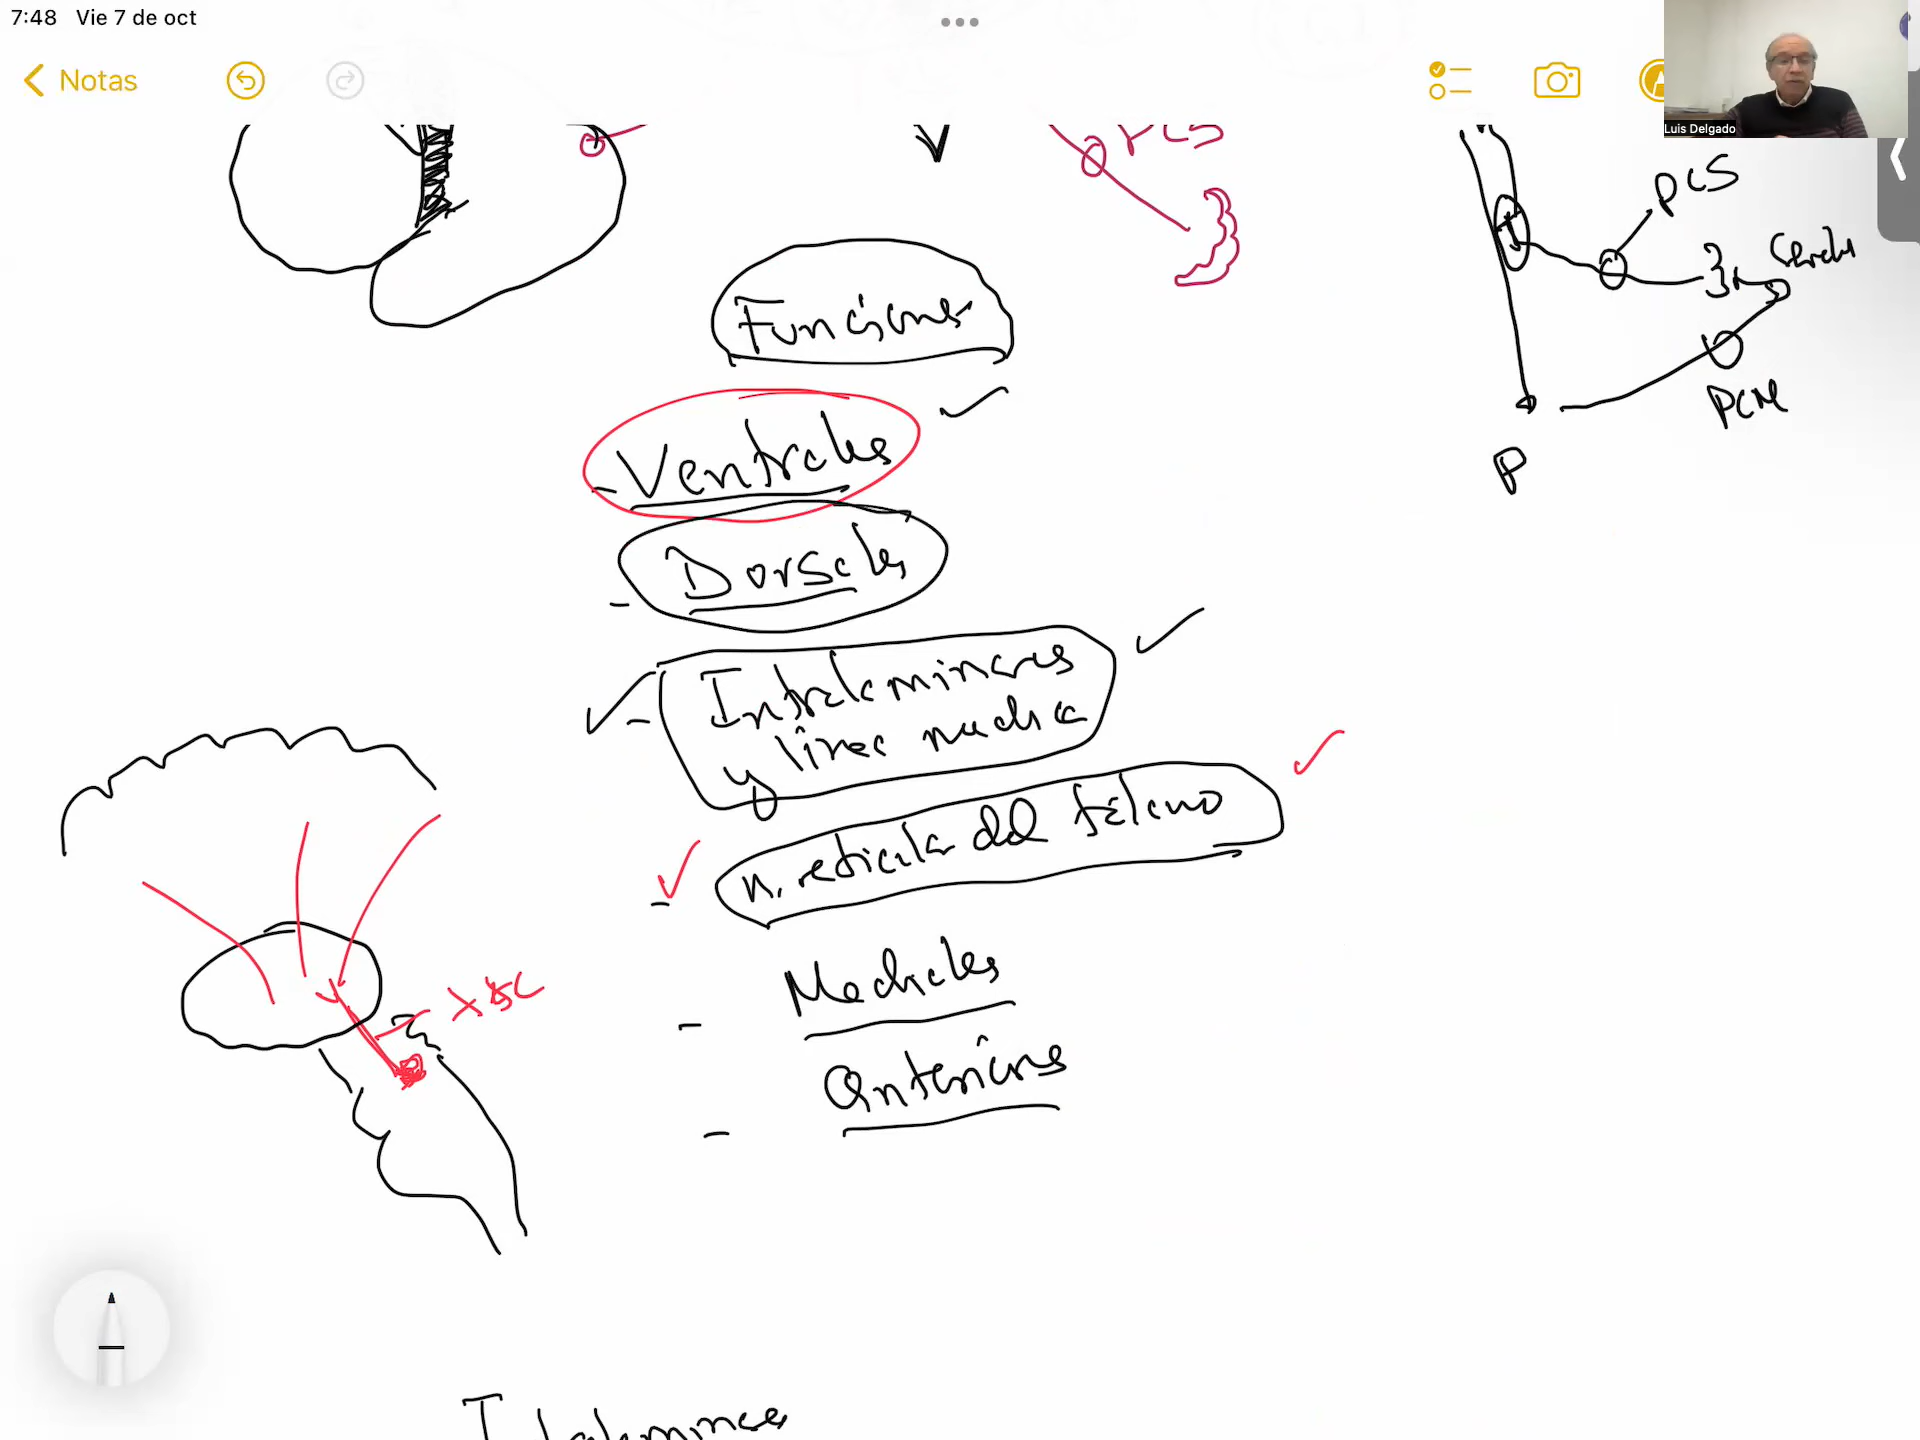 7:48 Vie 7 de oct
Notas
Luis Delgado
PCS
PCS
Funciones
- Ventrales
PCM
P
- Dorsales
- Intralaminares
y línea media
- n. reticular del tálamo
- Mediales
- Anteriores